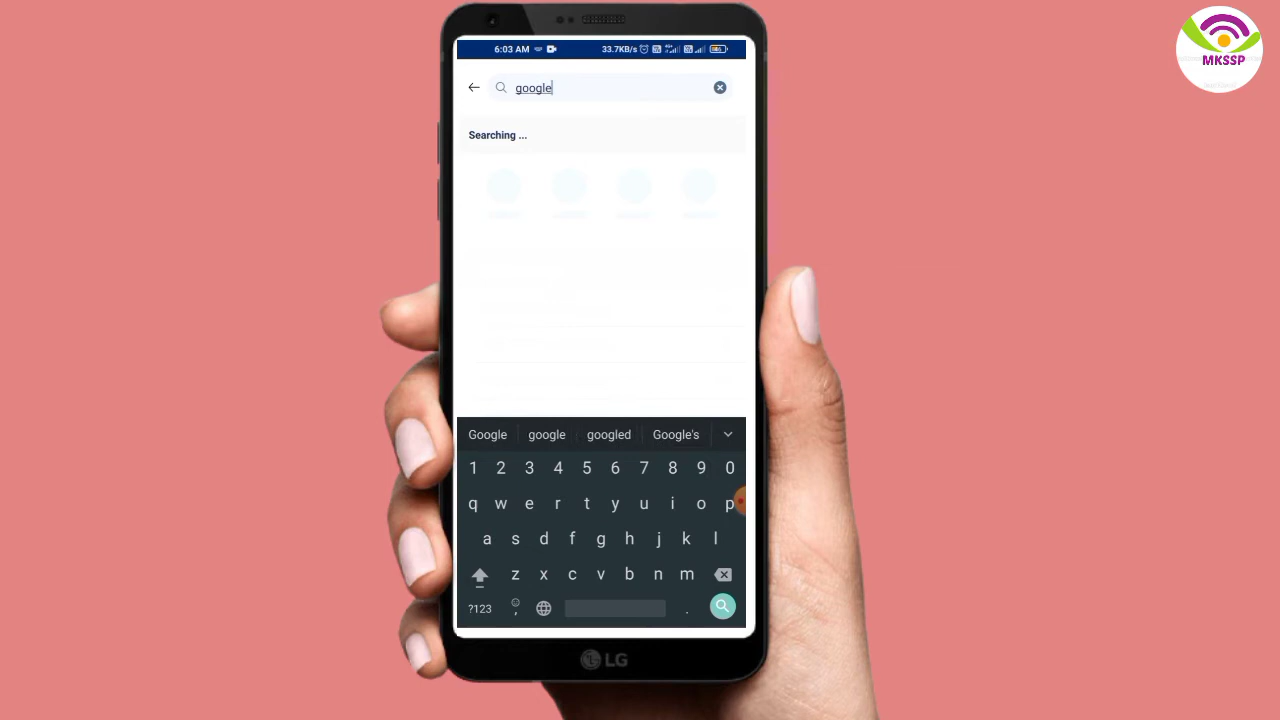 MKSSP
6:03 AM 33.7KB/s
google
Searching ...
Google google googled Google's
1 2 3 4 5 6 7 8 9 0
q w e r t y u i o p
a s d f g h j k l
z x c v b n m
?123 , .
LG